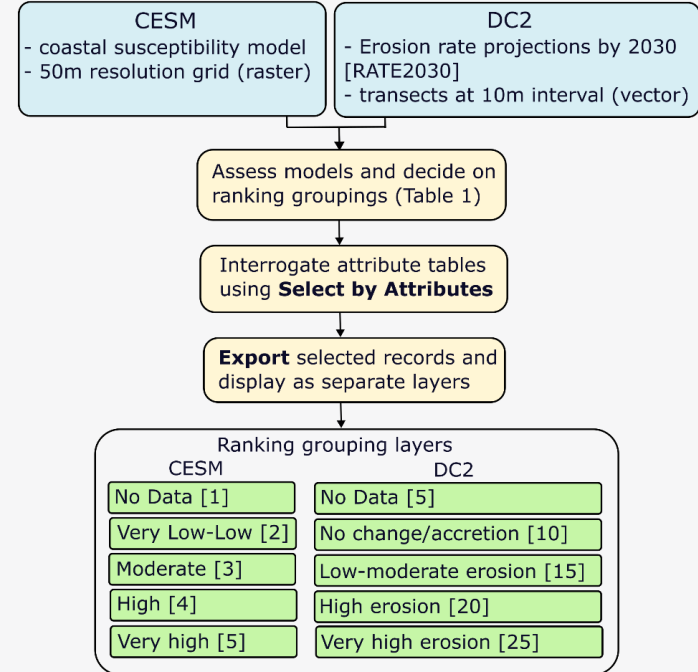 CESM
- coastal susceptibility model
- 50m resolution grid (raster)
DC2
- Erosion rate projections by 2030
[RATE2030]
- transects at 10m interval (vector)
Assess models and decide on
ranking groupings (Table 1)
Interrogate attribute tables
using Select by Attributes
Export selected records and
display as separate layers
Ranking grouping layers
CESM
No Data [1]
Very Low-Low [2]
Moderate [3]
High [4]
Very high [5]
DC2
No Data [5]
No change/accretion [10]
Low-moderate erosion [15]
High erosion [20]
Very high erosion [25]